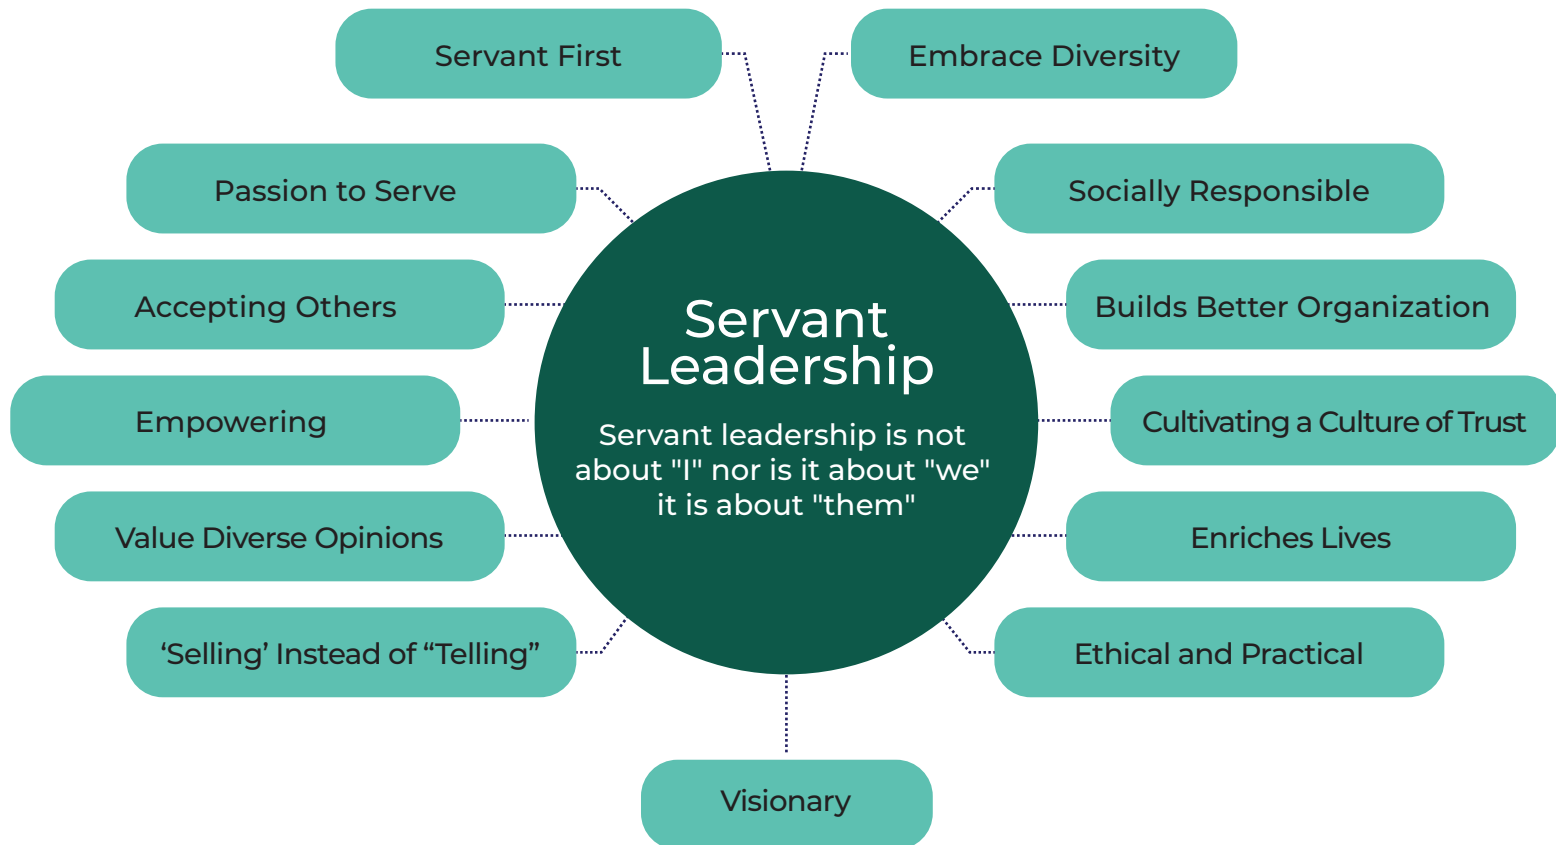 Servant First
Embrace Diversity
Passion to Serve
Socially Responsible
Accepting Others
Builds Better Organization
Servant
Leadership
Empowering
Cultivating a Culture of Trust
Servant leadership is not
about "I" nor is it about "we"
it is about "them"
Value Diverse Opinions
Enriches Lives
‘Selling’ Instead of “Telling”
Ethical and Practical
Visionary